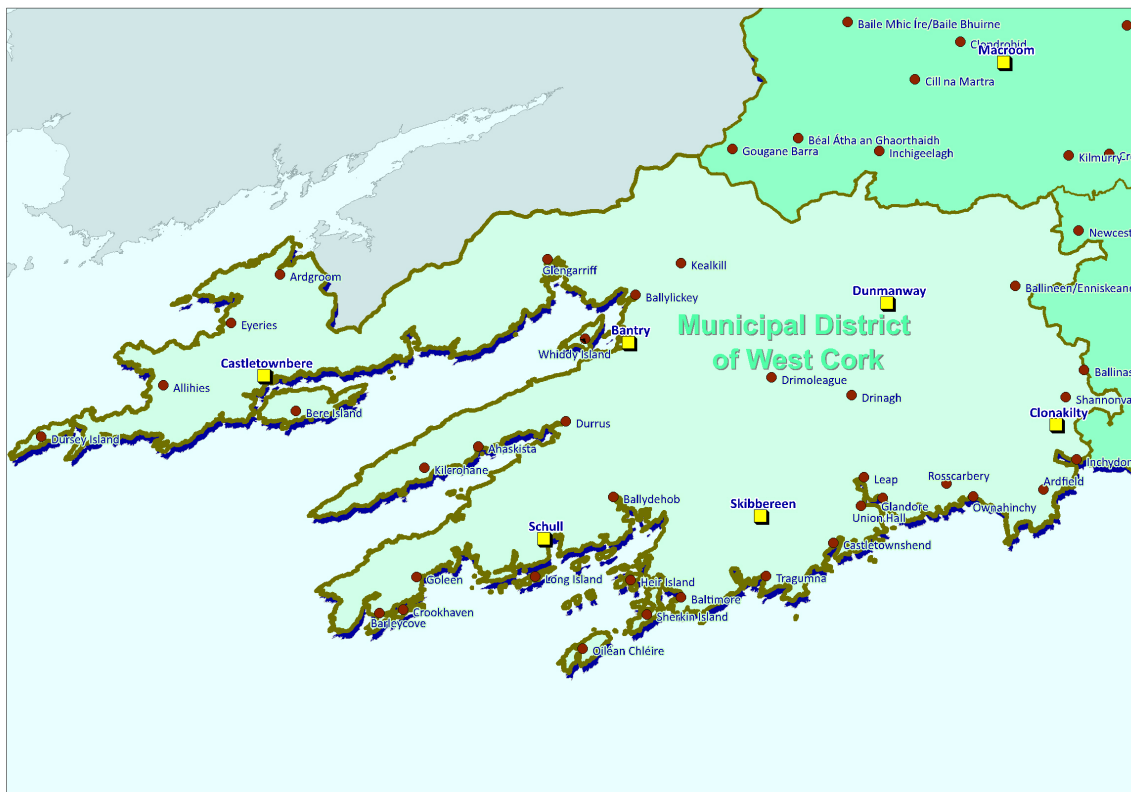 Baile Mhic Íre/Baile Bhuirne
Clondrohid
Macroom
Cill na Martra
Béal Átha an Ghaorthaidh
Gougane Barra
Inchigeelagh
Kilmurry
Newcest
Glengarriff
Kealkill
Ardgroom
Ballylickey
Dunmanway
Ballineen/Enniskeane
Eyeries
Municipal District
of West Cork
Bantry
Whiddy Island
Castletownbere
Drimoleague
Ballinas
Allihies
Drinagh
Shannonva
Bere Island
Clonakilty
Durrus
Dursey Island
Ahaskista
Kilcrohane
Inchydon
Leap
Rosscarbery
Ardfield
Ballydehob
Skibbereen
Glandore
Ownahinchy
Union Hall
Schull
Castletownshend
Goleen
Long Island
Heir Island
Tragumna
Baltimore
Crookhaven
Barleycove
Sherkin Island
Oiléan Chléire